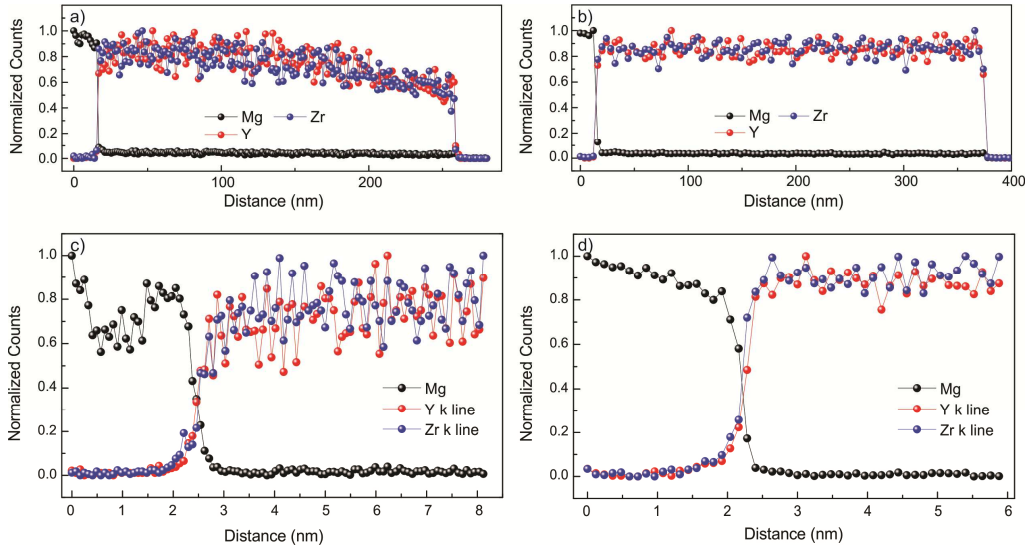 a)
Normalized Counts
1.0
0.8
0.6
0.4
0.2
0.0
Mg
Zr
Y
0
100
200
Distance (nm)
b)
Normalized Counts
1.0
0.8
0.6
0.4
0.2
0.0
Mg
Zr
Y
0
100
200
300
400
Distance (nm)
c)
Normalized Counts
1.0
0.8
0.6
0.4
0.2
0.0
Mg
Y k line
Zr k line
0 1 2 3 4 5 6 7 8
Distance (nm)
d)
Normalized Counts
1.0
0.8
0.6
0.4
0.2
0.0
Mg
Y k line
Zr k line
0 1 2 3 4 5 6
Distance (nm)